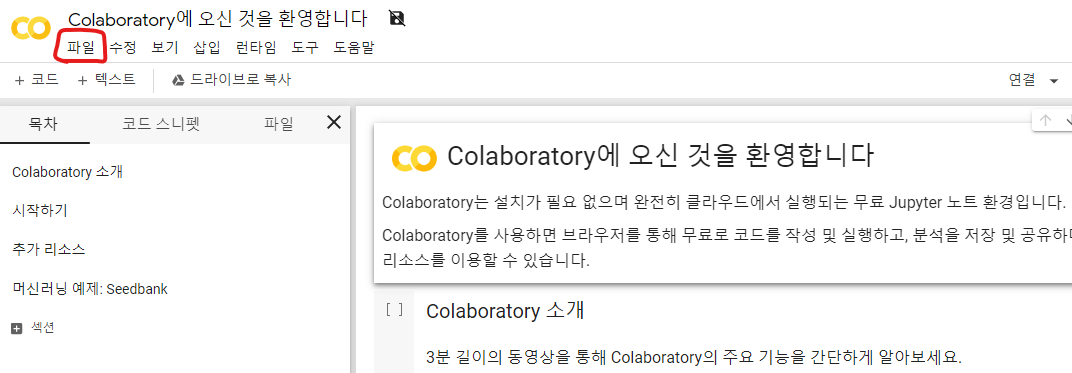 Colaboratory에 오신 것을 환영합니다
파일 수정 보기 삽입 런타임 도구 도움말
+ 코드 + 텍스트 드라이브로 복사 연결
목차 코드 스니펫 파일
Colaboratory 소개
시작하기
추가 리소스
머신러닝 예제: Seedbank
섹션
CO Colaboratory에 오신 것을 환영합니다
Colaboratory는 설치가 필요 없으며 완전히 클라우드에서 실행되는 무료 Jupyter 노트 환경입니다.
Colaboratory를 사용하면 브라우저를 통해 무료로 코드를 작성 및 실행하고, 분석을 저장 및 공유하며
리소스를 이용할 수 있습니다.
[ ] Colaboratory 소개
3분 길이의 동영상을 통해 Colaboratory의 주요 기능을 간단하게 알아보세요.